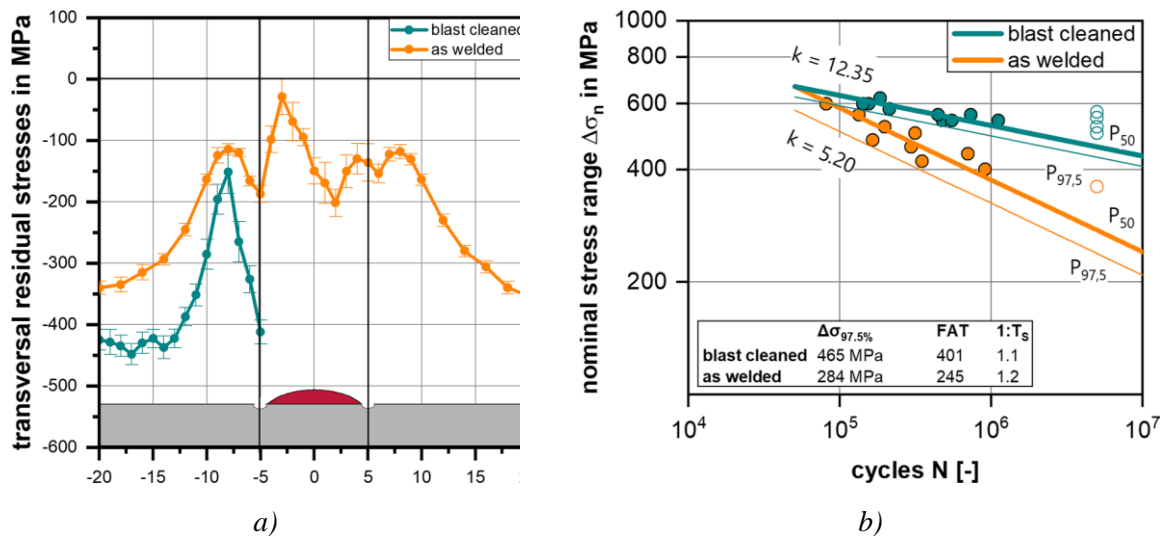 transversal residual stresses in MPa
100
0
-100
-200
-300
-400
-500
-600
-20
-15
-10
-5
0
5
10
15
blast cleaned
as welded
a)
nominal stress range Δσn in MPa
1000
800
600
400
200
10^4
10^5
10^6
10^7
cycles N [-]
blast cleaned
as welded
k = 12.35
k = 5.20
P50
P97,5
P50
P97,5
Δσ97.5% FAT 1:TS
blast cleaned 465 MPa 401 1.1
as welded 284 MPa 245 1.2
b)